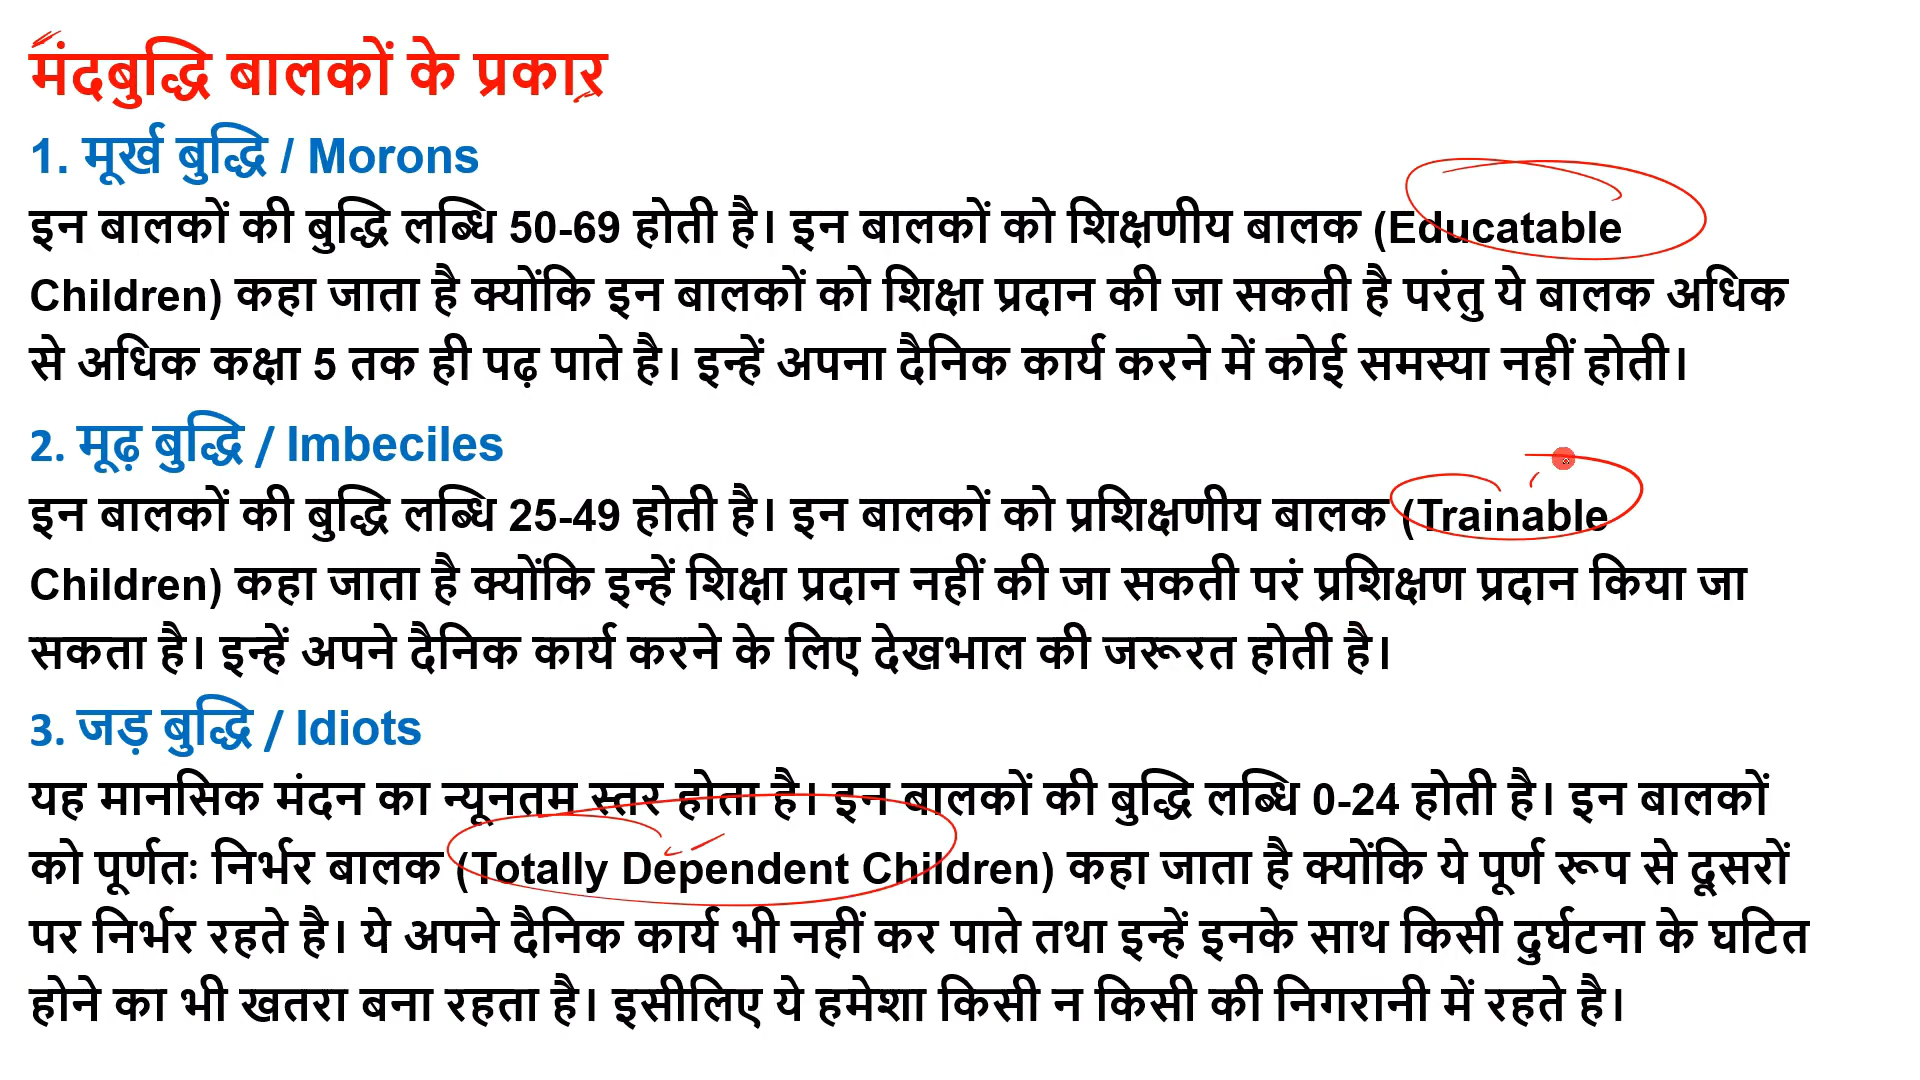 मंदबुद्धि बालकों के प्रकार
1. मूर्ख बुद्धि / Morons
इन बालकों की बुद्धि लब्धि 50-69 होती है। इन बालकों को शिक्षणीय बालक (Educatable
Children) कहा जाता है क्योंकि इन बालकों को शिक्षा प्रदान की जा सकती है परंतु ये बालक अधिक
से अधिक कक्षा 5 तक ही पढ़ पाते है। इन्हें अपना दैनिक कार्य करने में कोई समस्या नहीं होती।
2. मूढ़ बुद्धि / Imbeciles
इन बालकों की बुद्धि लब्धि 25-49 होती है। इन बालकों को प्रशिक्षणीय बालक (Trainable
Children) कहा जाता है क्योंकि इन्हें शिक्षा प्रदान नहीं की जा सकती परं प्रशिक्षण प्रदान किया जा
सकता है। इन्हें अपने दैनिक कार्य करने के लिए देखभाल की जरूरत होती है।
3. जड़ बुद्धि / Idiots
यह मानसिक मंदन का न्यूनतम स्तर होता है। इन बालकों की बुद्धि लब्धि 0-24 होती है। इन बालकों
को पूर्णतः निर्भर बालक (Totally Dependent Children) कहा जाता है क्योंकि ये पूर्ण रूप से दूसरों
पर निर्भर रहते है। ये अपने दैनिक कार्य भी नहीं कर पाते तथा इन्हें इनके साथ किसी दुर्घटना के घटित
होने का भी खतरा बना रहता है। इसीलिए ये हमेशा किसी न किसी की निगरानी में रहते है।